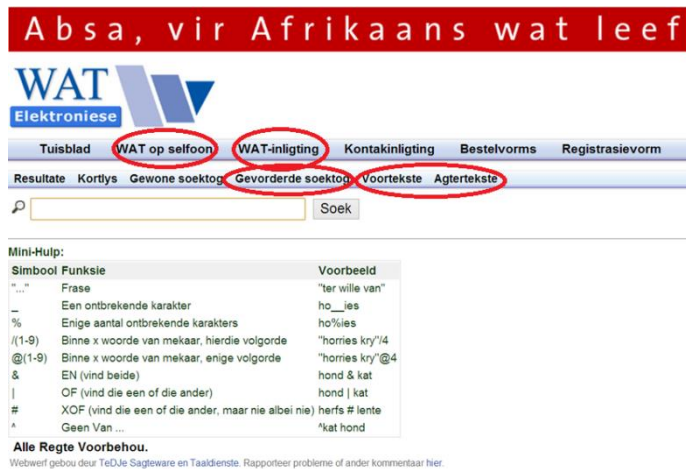 Absa, vir Afrikaans wat leef
WAT
Elektroniese
Tuisblad WAT op selfoon WAT-inligting Kontakinligting Bestelvorms Registrasievorm
Resultate Kortlys Gewone soektog Gevorderde soektog Voortekste Agtertekste
Soek
Mini-Hulp:
Simbool Funksie Voorbeeld
"..." Frase "ter wille van"
_ Een ontbrekende karakter ho__ies
% Enige aantal ontbrekende karakters ho%ies
/(1-9) Binne x woorde van mekaar, hierdie volgorde "horries kry"/4
@(1-9) Binne x woorde van mekaar, enige volgorde "horries kry"@4
& EN (vind beide) hond & kat
| OF (vind die een of die ander) hond | kat
# XOF (vind die een of die ander, maar nie albei nie) herfs # lente
^ Geen Van ... ^kat hond
Alle Regte Voorbehou.
Webwerf gebou deur TeDJe Sagteware en Taaldienste. Rapporteer probleme of ander kommentaar hier.